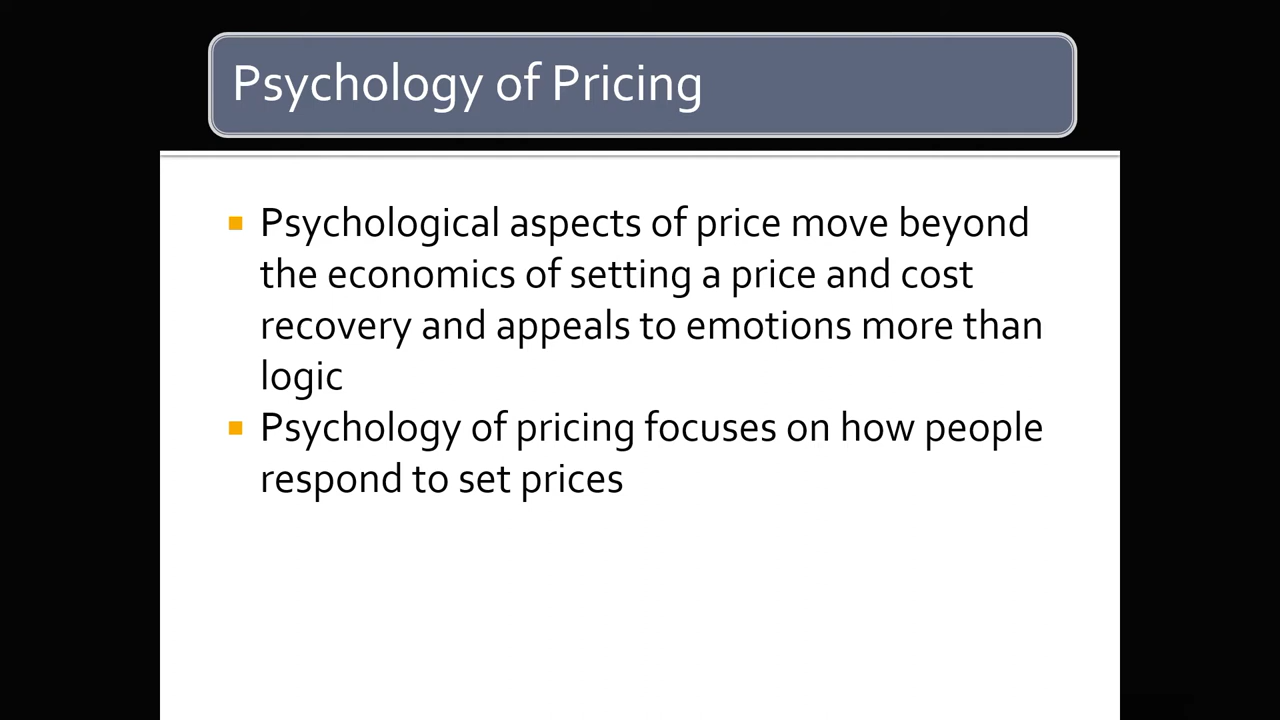 Psychology of Pricing
Psychological aspects of price move beyond
the economics of setting a price and cost
recovery and appeals to emotions more than
logic
Psychology of pricing focuses on how people
respond to set prices